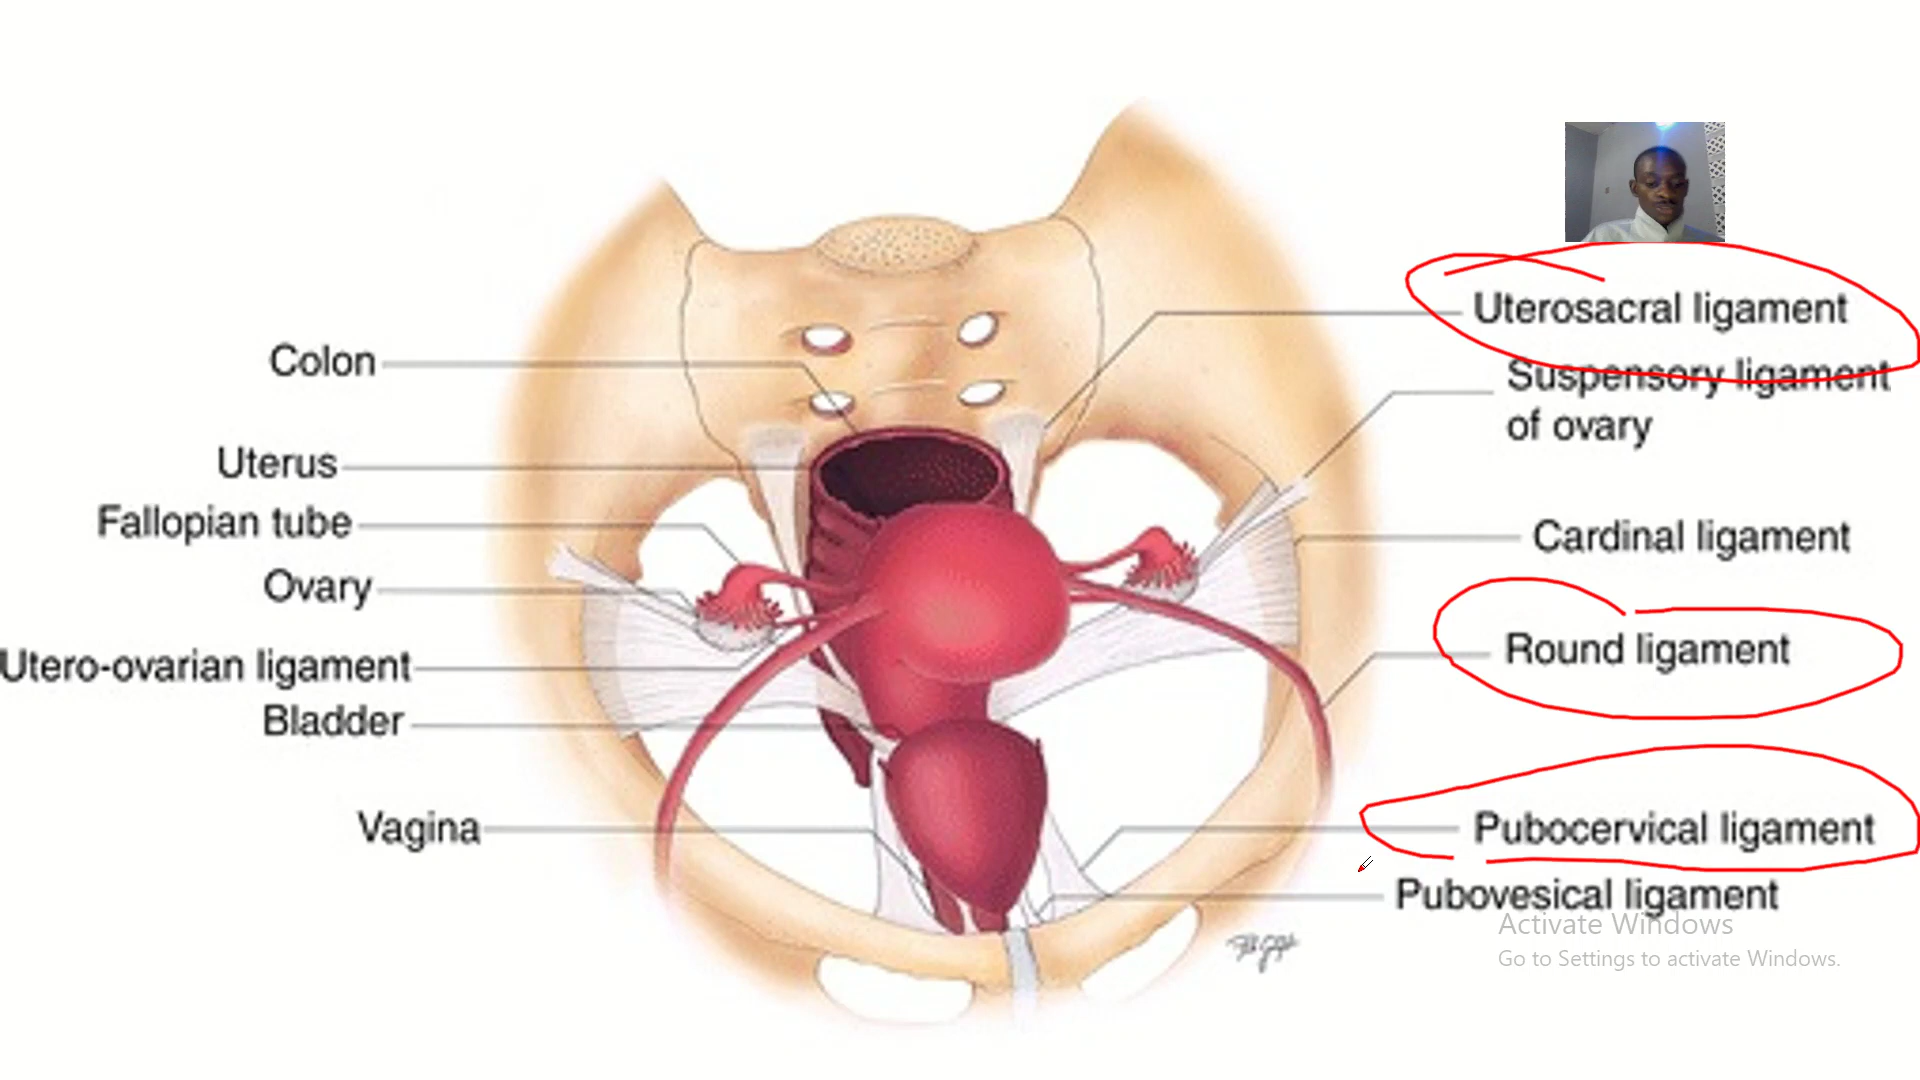 Colon
Uterus
Fallopian tube
Ovary
Utero-ovarian ligament
Bladder
Vagina
Uterosacral ligament
Suspensory ligament
of ovary
Cardinal ligament
Round ligament
Pubocervical ligament
Pubovesical ligament
Activate Windows
Go to Settings to activate Windows.